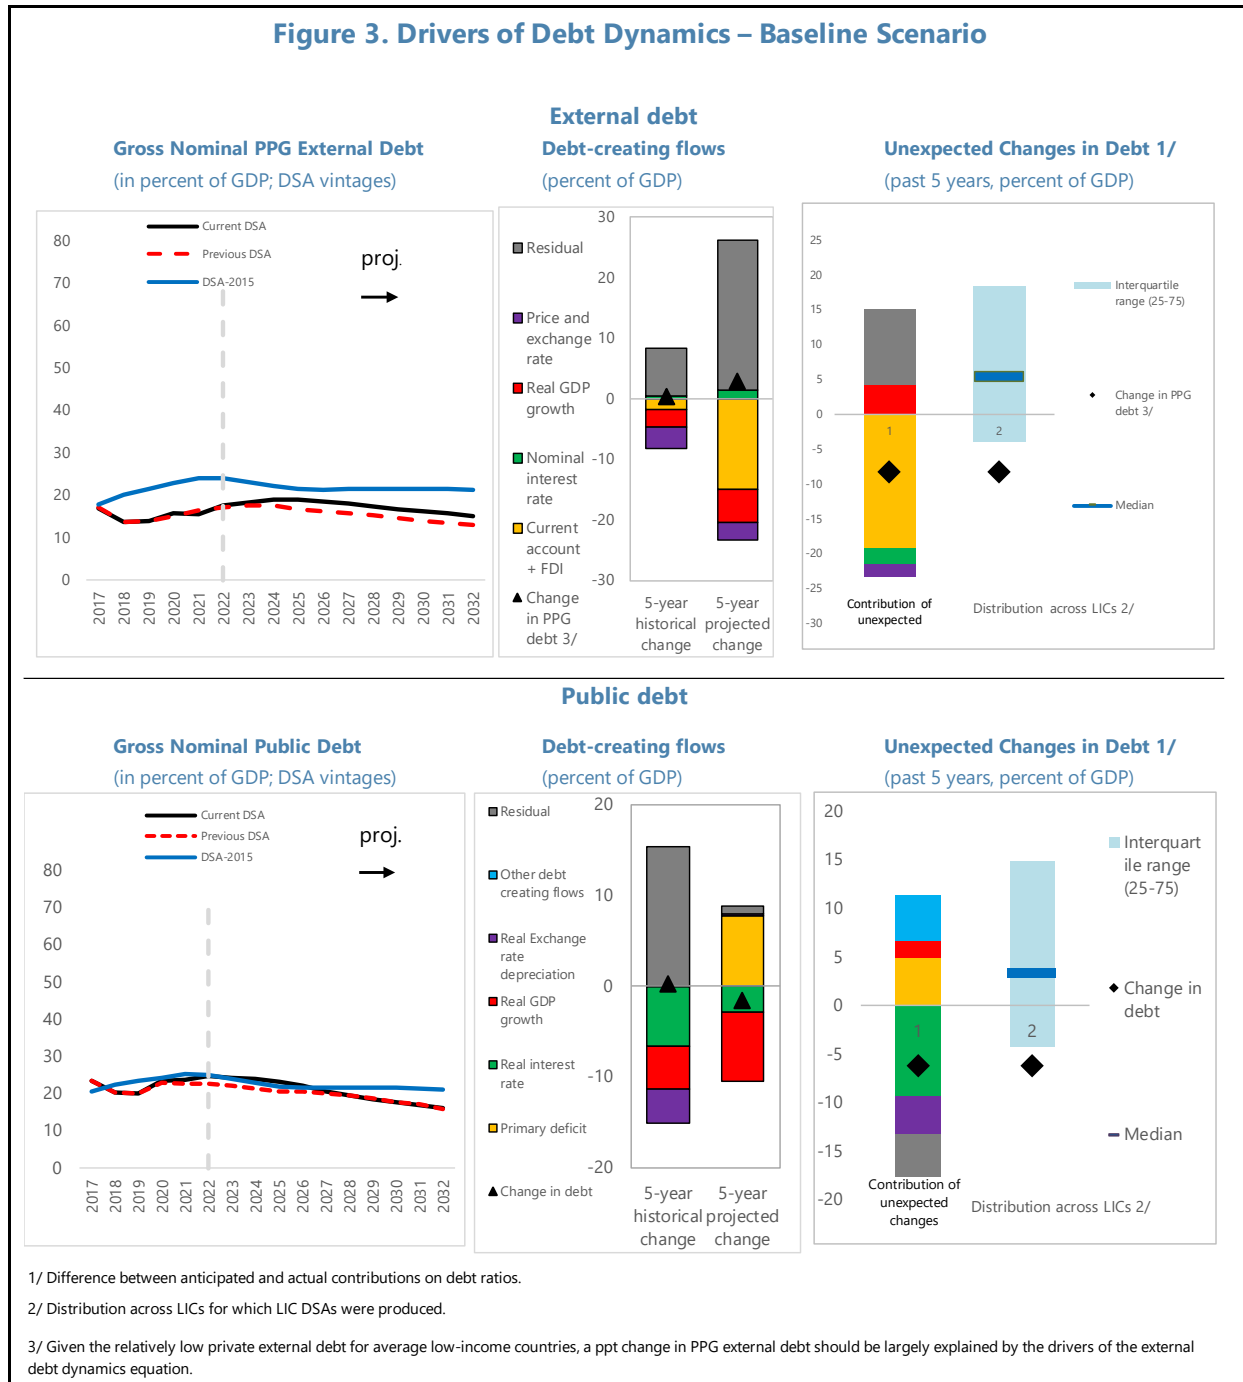 Figure 3. Drivers of Debt Dynamics – Baseline Scenario
External debt
Gross Nominal PPG External Debt
(in percent of GDP; DSA vintages)
Current DSA
Previous DSA
DSA-2015
proj.
80
70
60
50
40
30
20
10
0
2017
2018
2019
2020
2021
2022
2023
2024
2025
2026
2027
2028
2029
2030
2031
2032
Debt-creating flows
(percent of GDP)
Residual
Price and
exchange
rate
Real GDP
growth
Nominal
interest
rate
Current
account
+ FDI
Change
in PPG
debt 3/
30
20
10
0
-10
-20
-30
5-year
historical
change
5-year
projected
change
Unexpected Changes in Debt 1/
(past 5 years, percent of GDP)
25
20
15
10
5
0
-5
-10
-15
-20
-25
-30
1
2
Contribution of
unexpected
Distribution across LICs 2/
Interquartile
range (25-75)
Change in PPG
debt 3/
Median
Public debt
Gross Nominal Public Debt
(in percent of GDP; DSA vintages)
Current DSA
Previous DSA
DSA-2015
proj.
80
70
60
50
40
30
20
10
0
2017
2018
2019
2020
2021
2022
2023
2024
2025
2026
2027
2028
2029
2030
2031
2032
Debt-creating flows
(percent of GDP)
Residual
Other debt
creating flows
Real Exchange
rate
depreciation
Real GDP
growth
Real interest
rate
Primary deficit
Change in debt
20
10
0
-10
-20
5-year
historical
change
5-year
projected
change
Unexpected Changes in Debt 1/
(past 5 years, percent of GDP)
20
15
10
5
0
-5
-10
-15
-20
1
2
Contribution of
unexpected
changes
Distribution across LICs 2/
Interquart
ile range
(25-75)
Change in
debt
Median
1/ Difference between anticipated and actual contributions on debt ratios.
2/ Distribution across LICs for which LIC DSAs were produced.
3/ Given the relatively low private external debt for average low-income countries, a ppt change in PPG external debt should be largely explained by the drivers of the external
debt dynamics equation.